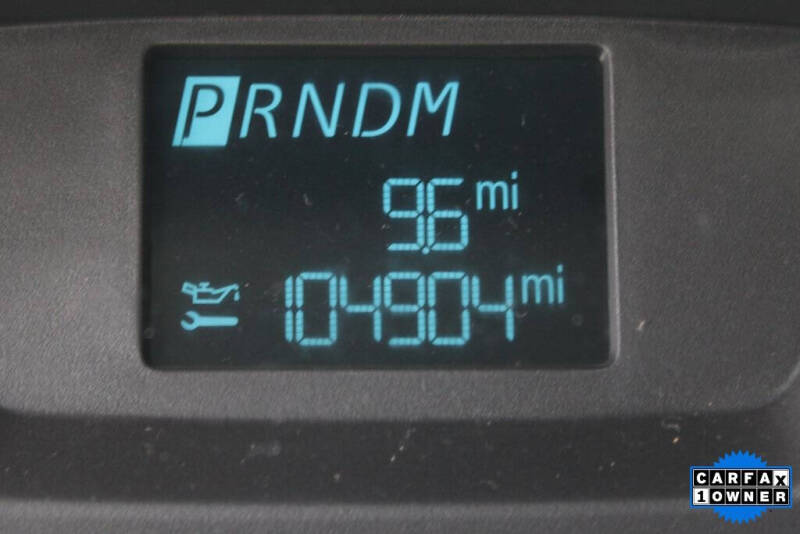 PRNDM
9.6 mi
104904 mi
CARFAX
1 OWNER